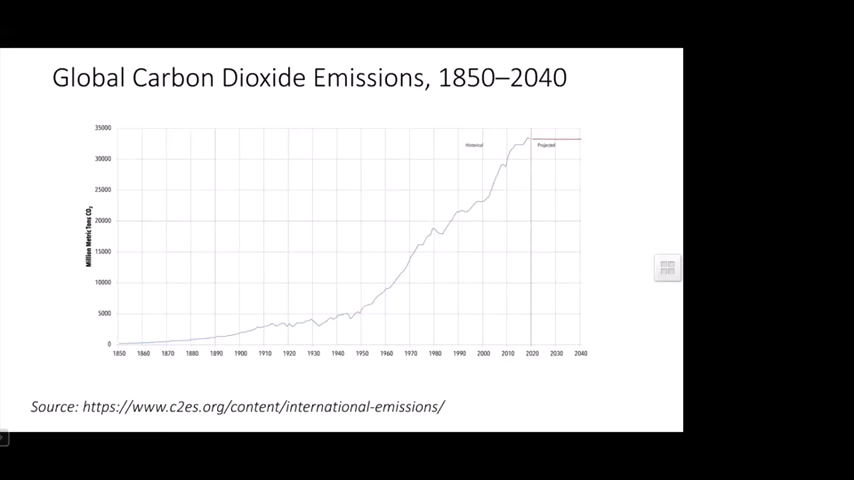 Global Carbon Dioxide Emissions, 1850–2040
35000
30000
25000
20000
15000
10000
5000
0
Million Metric Tons CO₂
Historical
Projected
1850 1860 1870 1880 1890 1900 1910 1920 1930 1940 1950 1960 1970 1980 1990 2000 2010 2020 2030 2040
Source: https://www.c2es.org/content/international-emissions/